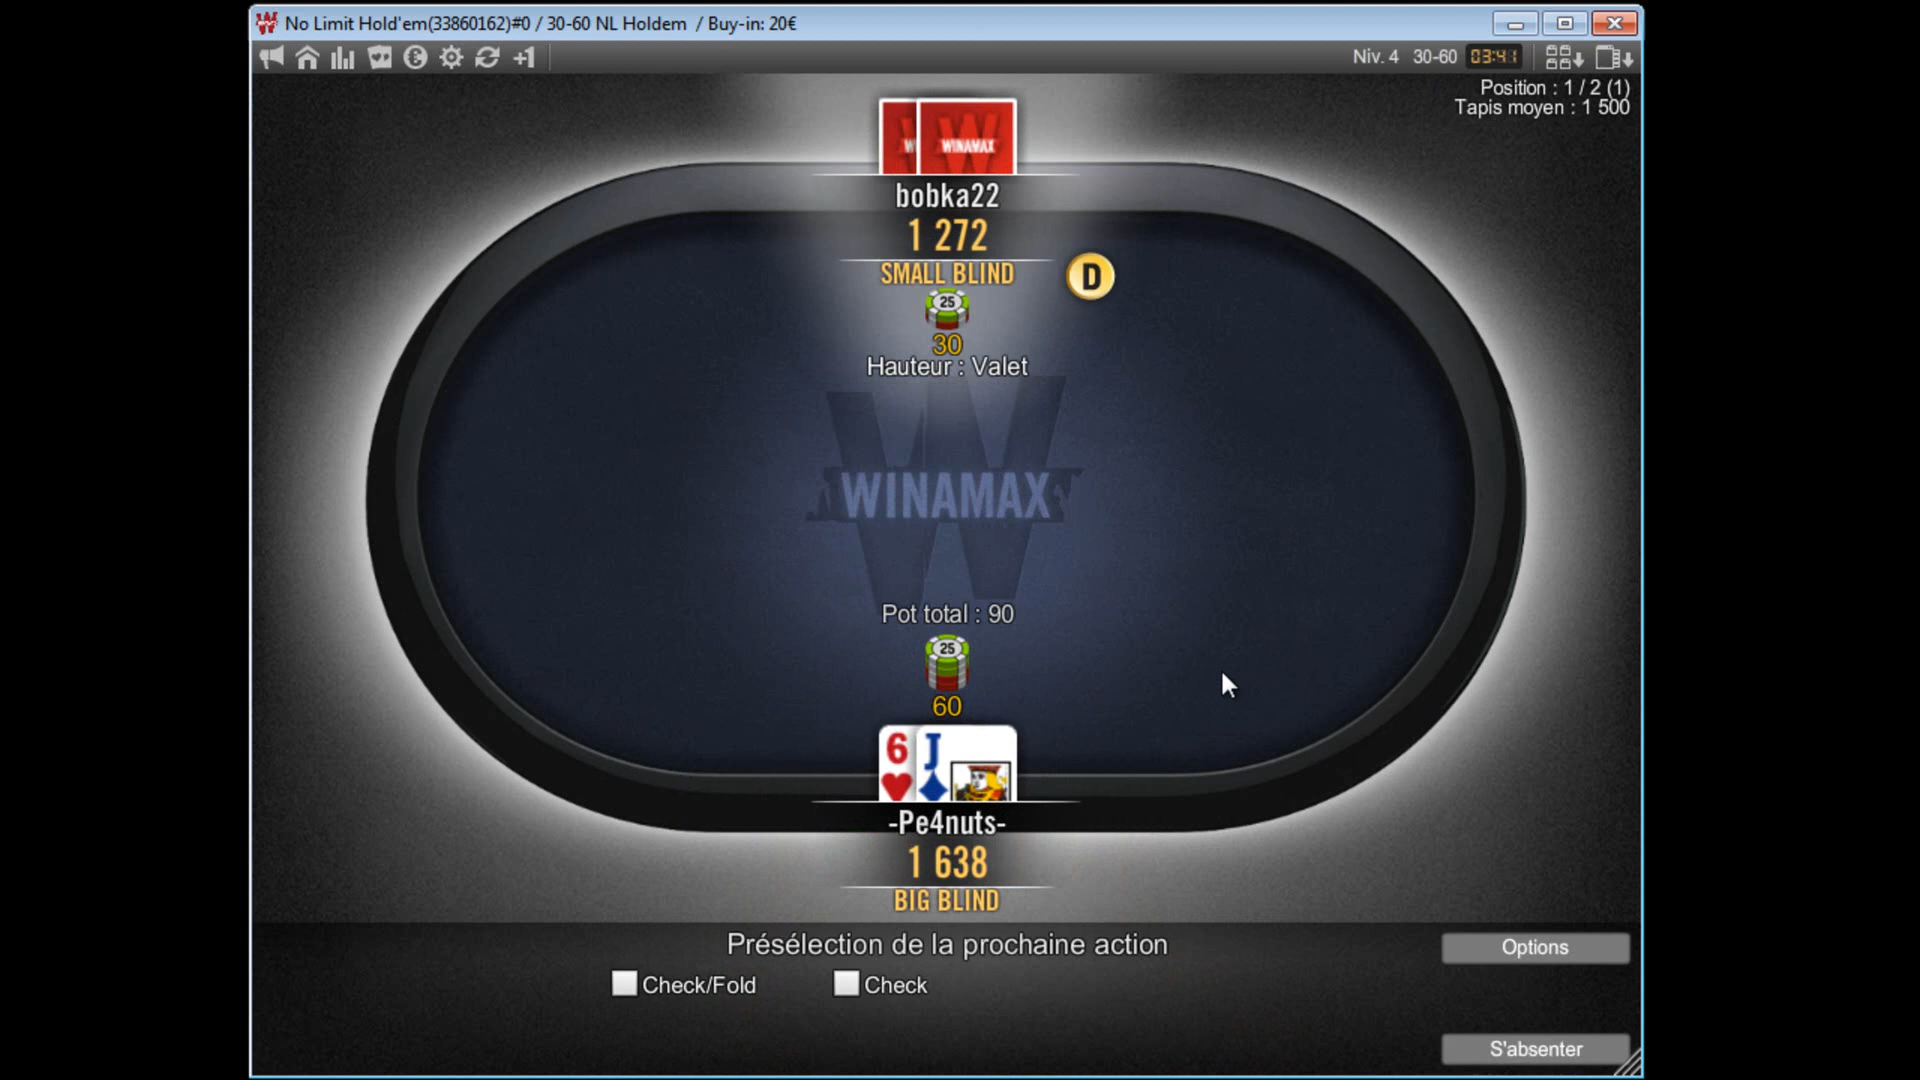 No Limit Hold'em(33860162)#0 / 30-60 NL Holdem / Buy-in: 20€
+1
Niv. 4 30-60 03:41
Position : 1 / 2 (1)
Tapis moyen : 1 500
W WINAMAX
bobka22
1 272
SMALL BLIND
D
25
30
Hauteur : Valet
WINAMAX
Pot total : 90
25
60
6 J
-Pe4nuts-
1 638
BIG BLIND
Présélection de la prochaine action
Options
Check/Fold Check
S'absenter